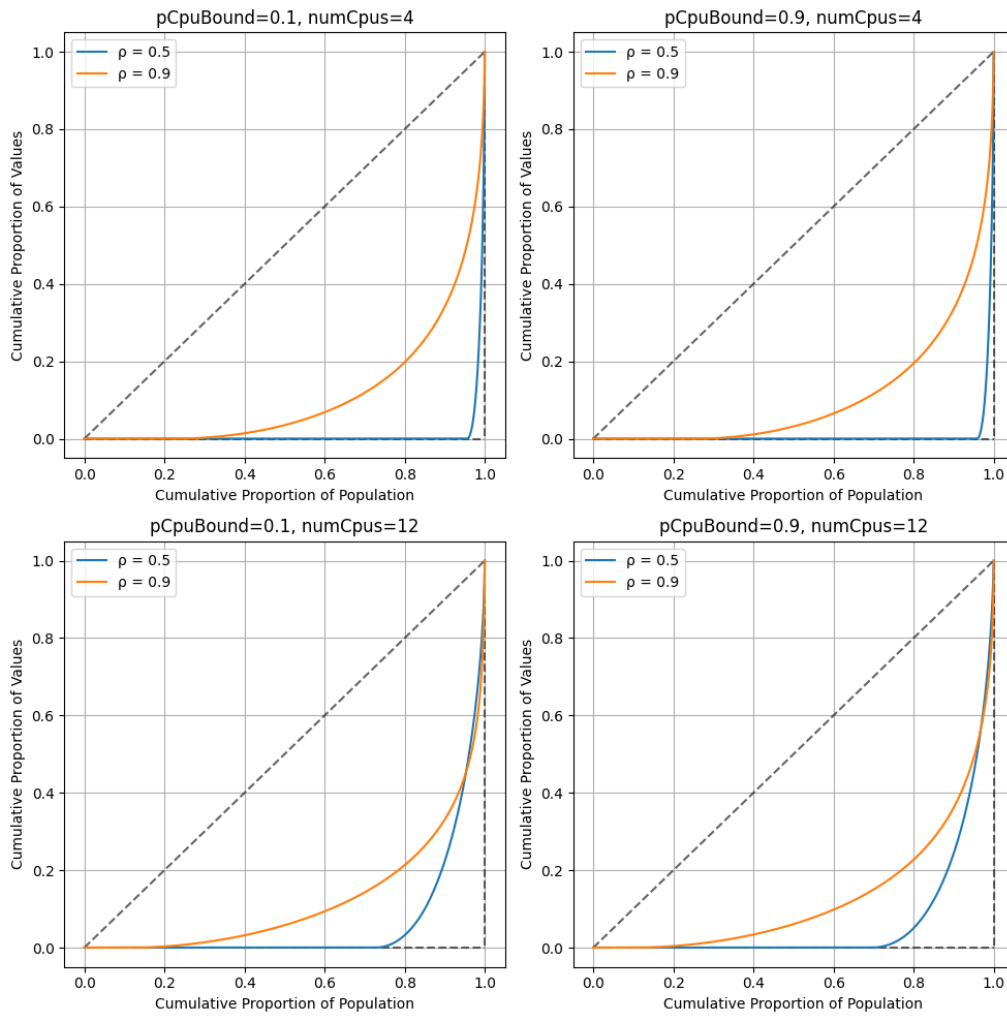 pCpuBound=0.1, numCpus=4
ρ = 0.5
ρ = 0.9
1.0
0.8
0.6
0.4
0.2
0.0
Cumulative Proportion of Values
0.0 0.2 0.4 0.6 0.8 1.0
Cumulative Proportion of Population
pCpuBound=0.9, numCpus=4
ρ = 0.5
ρ = 0.9
1.0
0.8
0.6
0.4
0.2
0.0
Cumulative Proportion of Values
0.0 0.2 0.4 0.6 0.8 1.0
Cumulative Proportion of Population
pCpuBound=0.1, numCpus=12
ρ = 0.5
ρ = 0.9
1.0
0.8
0.6
0.4
0.2
0.0
Cumulative Proportion of Values
0.0 0.2 0.4 0.6 0.8 1.0
Cumulative Proportion of Population
pCpuBound=0.9, numCpus=12
ρ = 0.5
ρ = 0.9
1.0
0.8
0.6
0.4
0.2
0.0
Cumulative Proportion of Values
0.0 0.2 0.4 0.6 0.8 1.0
Cumulative Proportion of Population